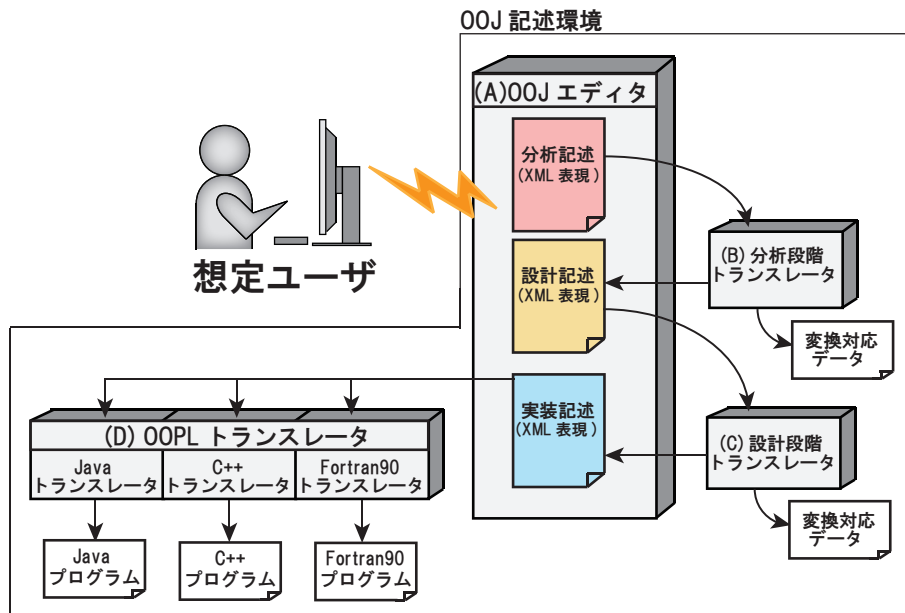 OOJ 記述環境
(A)OOJ エディタ
分析記述
(XML 表現)
想定ユーザ
(B) 分析段階
トランスレータ
設計記述
(XML 表現)
変換対応
データ
実装記述
(XML 表現)
(C) 設計段階
トランスレータ
変換対応
データ
(D) OOPL トランスレータ
Java
トランスレータ
C++
トランスレータ
Fortran90
トランスレータ
Java
プログラム
C++
プログラム
Fortran90
プログラム